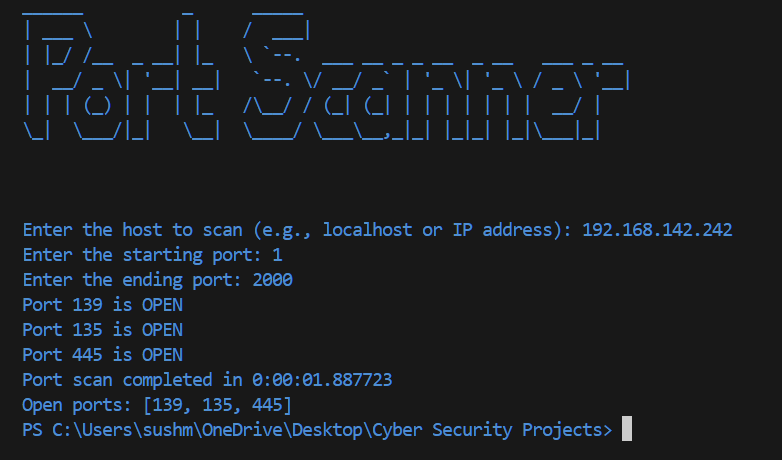 Port Scanner
Enter the host to scan (e.g., localhost or IP address): 192.168.142.242
Enter the starting port: 1
Enter the ending port: 2000
Port 139 is OPEN
Port 135 is OPEN
Port 445 is OPEN
Port scan completed in 0:00:01.887723
Open ports: [139, 135, 445]
PS C:\Users\sushm\OneDrive\Desktop\Cyber Security Projects>